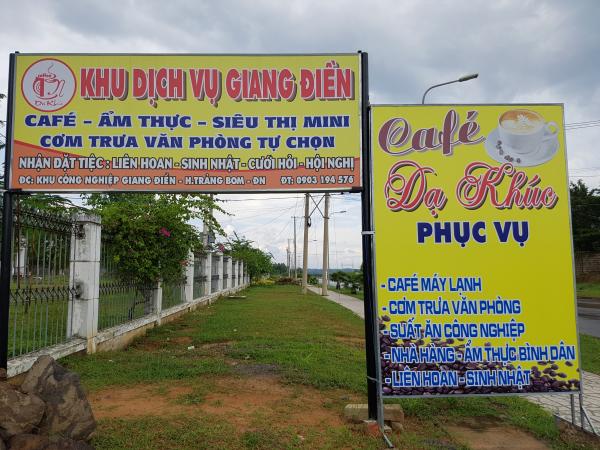 coffee
Dạ Khúc
KHU DỊCH VỤ GIANG ĐIỀN
CAFÉ – ẨM THỰC – SIÊU THỊ MINI
CƠM TRƯA VĂN PHÒNG TỰ CHỌN
NHẬN ĐẶT TIỆC : LIÊN HOAN - SINH NHẬT - CƯỚI HỎI - HỘI NGHỊ
ĐC: KHU CÔNG NGHIỆP GIANG ĐIỀN - H.TRẢNG BOM - ĐN ĐT: 0903 194 576
Café
Dạ Khúc
PHỤC VỤ
- CAFÉ MÁY LẠNH
- CƠM TRƯA VĂN PHÒNG
- SUẤT ĂN CÔNG NGHIỆP
- NHÀ HÀNG - ẨM THỰC BÌNH DÂN
- LIÊN HOAN - SINH NHẬT